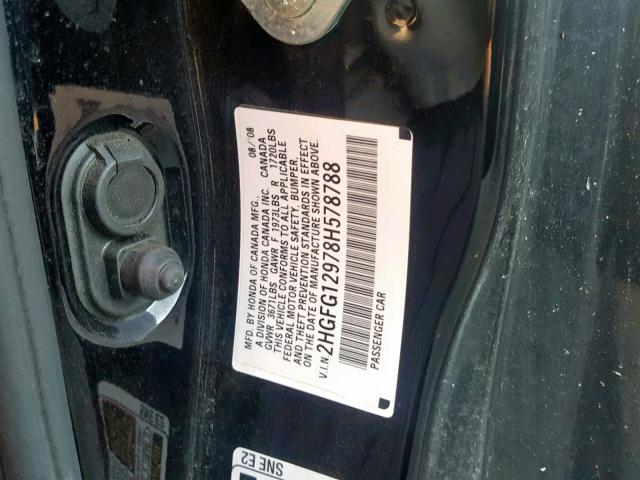 MFD. BY HONDA OF CANADA MFG. 08/'08
A DIVISION OF HONDA CANADA INC. CANADA
GVWR 3671LBS GAWR F 1973LBS R 1720LBS
THIS VEHICLE CONFORMS TO ALL APPLICABLE
FEDERAL MOTOR VEHICLE SAFETY, BUMPER,
AND THEFT PREVENTION STANDARDS IN EFFECT
ON THE DATE OF MANUFACTURE SHOWN ABOVE.
V.I.N. 2HGFG12978H578788
PASSENGER CAR
SNE E2